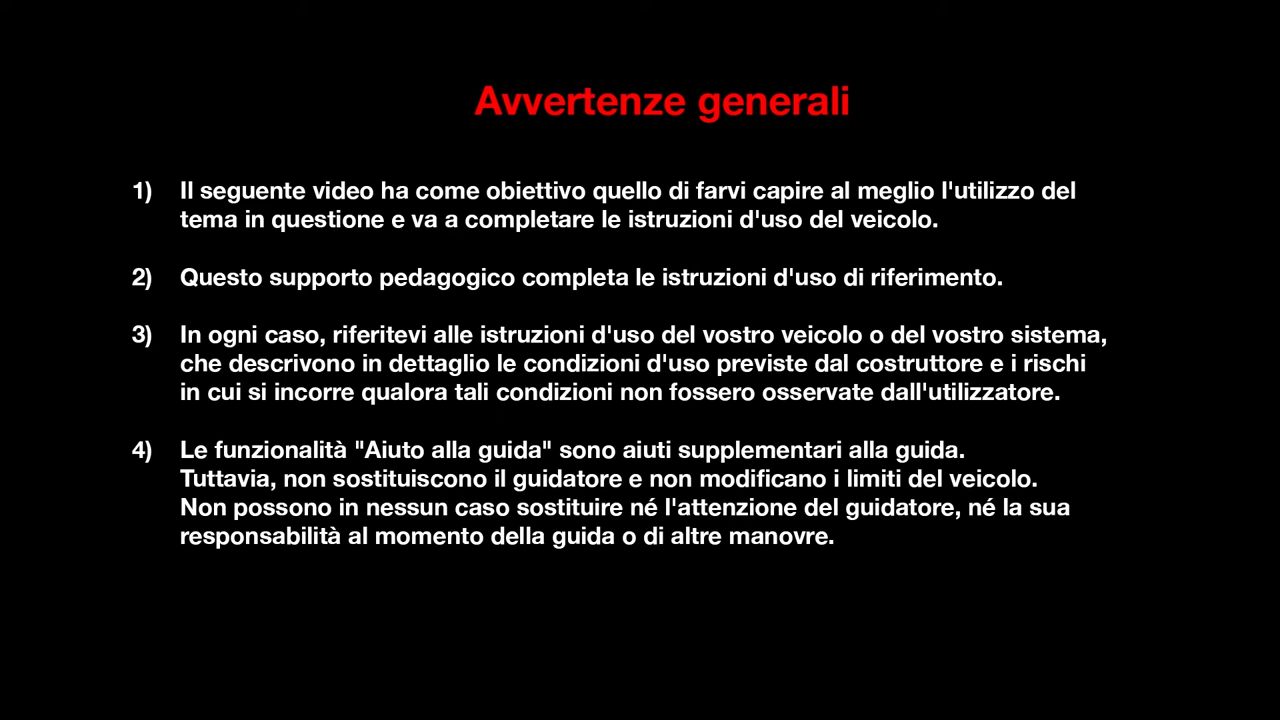 Avvertenze generali
1) Il seguente video ha come obiettivo quello di farvi capire al meglio l'utilizzo del
tema in questione e va a completare le istruzioni d'uso del veicolo.
2) Questo supporto pedagogico completa le istruzioni d'uso di riferimento.
3) In ogni caso, riferitevi alle istruzioni d'uso del vostro veicolo o del vostro sistema,
che descrivono in dettaglio le condizioni d'uso previste dal costruttore e i rischi
in cui si incorre qualora tali condizioni non fossero osservate dall'utilizzatore.
4) Le funzionalità "Aiuto alla guida" sono aiuti supplementari alla guida.
Tuttavia, non sostituiscono il guidatore e non modificano i limiti del veicolo.
Non possono in nessun caso sostituire né l'attenzione del guidatore, né la sua
responsabilità al momento della guida o di altre manovre.